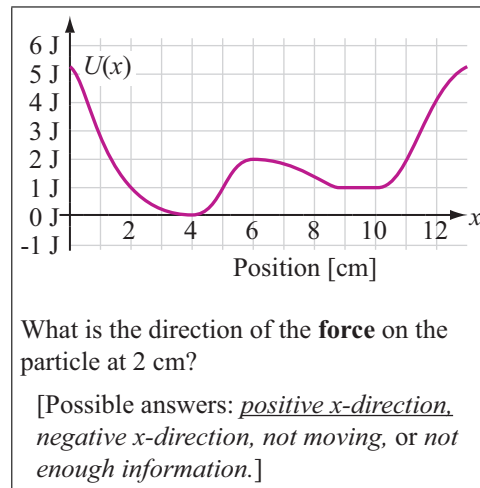 6 J
5 J
U(x)
4 J
3 J
2 J
1 J
0 J
x
-1 J
2 4 6 8 10 12
Position [cm]
What is the direction of the force on the
particle at 2 cm?
[Possible answers: positive x-direction,
negative x-direction, not moving, or not
enough information.]